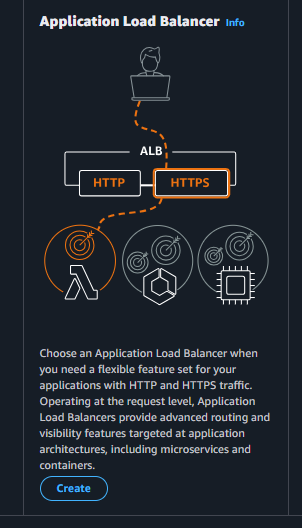 Application Load Balancer Info
ALB
HTTP HTTPS
Choose an Application Load Balancer when
you need a flexible feature set for your
applications with HTTP and HTTPS traffic.
Operating at the request level, Application
Load Balancers provide advanced routing and
visibility features targeted at application
architectures, including microservices and
containers.
Create